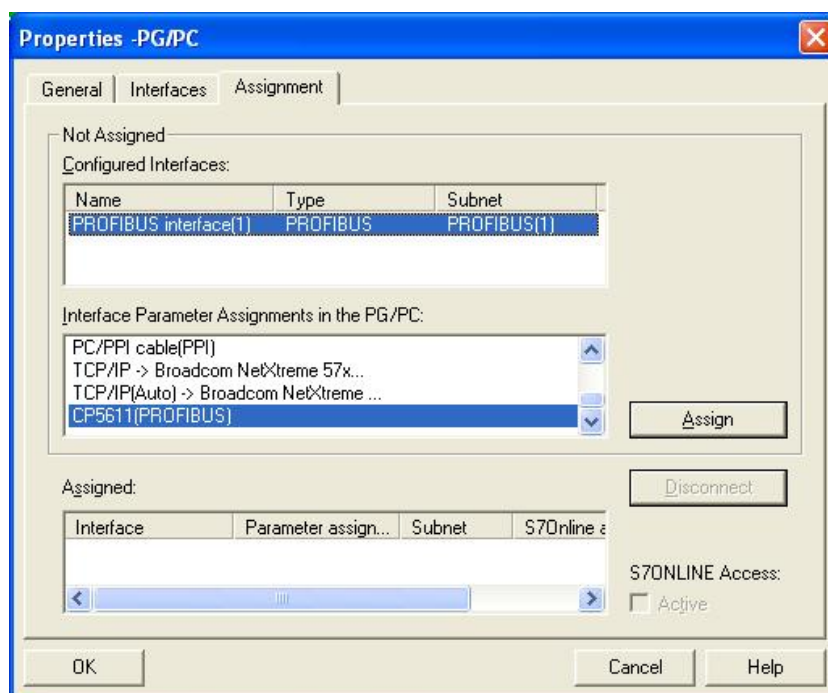 Properties -PG/PC
General Interfaces Assignment
Not Assigned
Configured Interfaces:
Name Type Subnet
PROFIBUS interface(1) PROFIBUS PROFIBUS(1)
Interface Parameter Assignments in the PG/PC:
PC/PPI cable(PPI)
TCP/IP -> Broadcom NetXtreme 57x...
TCP/IP(Auto) -> Broadcom NetXtreme ...
CP5611(PROFIBUS)
Assign
Assigned:
Disconnect
Interface Parameter assign... Subnet S7Online a
S7ONLINE Access:
Active
OK Cancel Help